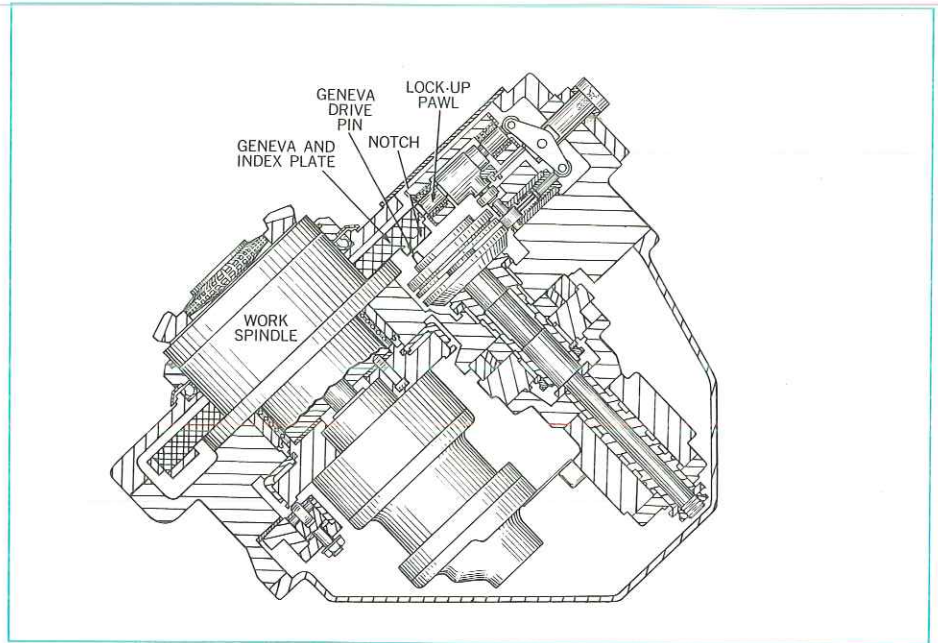 GENEVA
DRIVE
PIN
LOCK-UP
PAWL
NOTCH
GENEVA AND
INDEX PLATE
WORK
SPINDLE